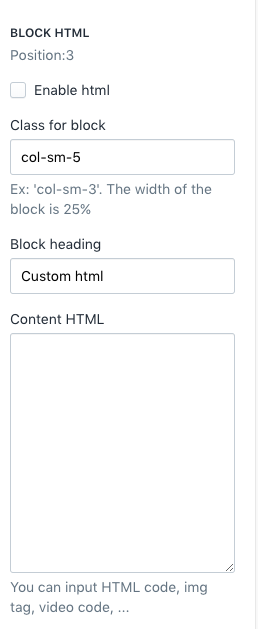 BLOCK HTML
Position:3
Enable html
Class for block
col-sm-5
Ex: 'col-sm-3'. The width of the
block is 25%
Block heading
Custom html
Content HTML
You can input HTML code, img
tag, video code, ...